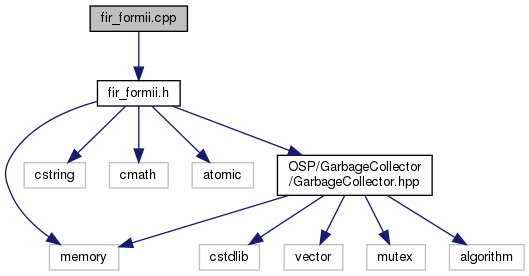 fir_formii.cpp
fir_formii.h
cstring
cmath
atomic
OSP/GarbageCollector
/GarbageCollector.hpp
memory
cstdlib
vector
mutex
algorithm